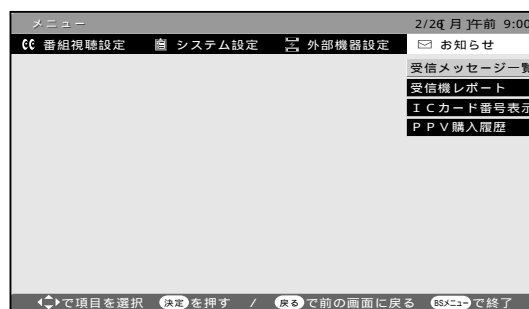 メニュー 2/26[月]午前 9:00
番組視聴設定 システム設定 外部機器設定 お知らせ
受信メッセージ一覧
受信機レポート
ICカード番号表示
PPV購入履歴
で項目を選択 決定を押す / 戻るで前の画面に戻る BSメニューで終了